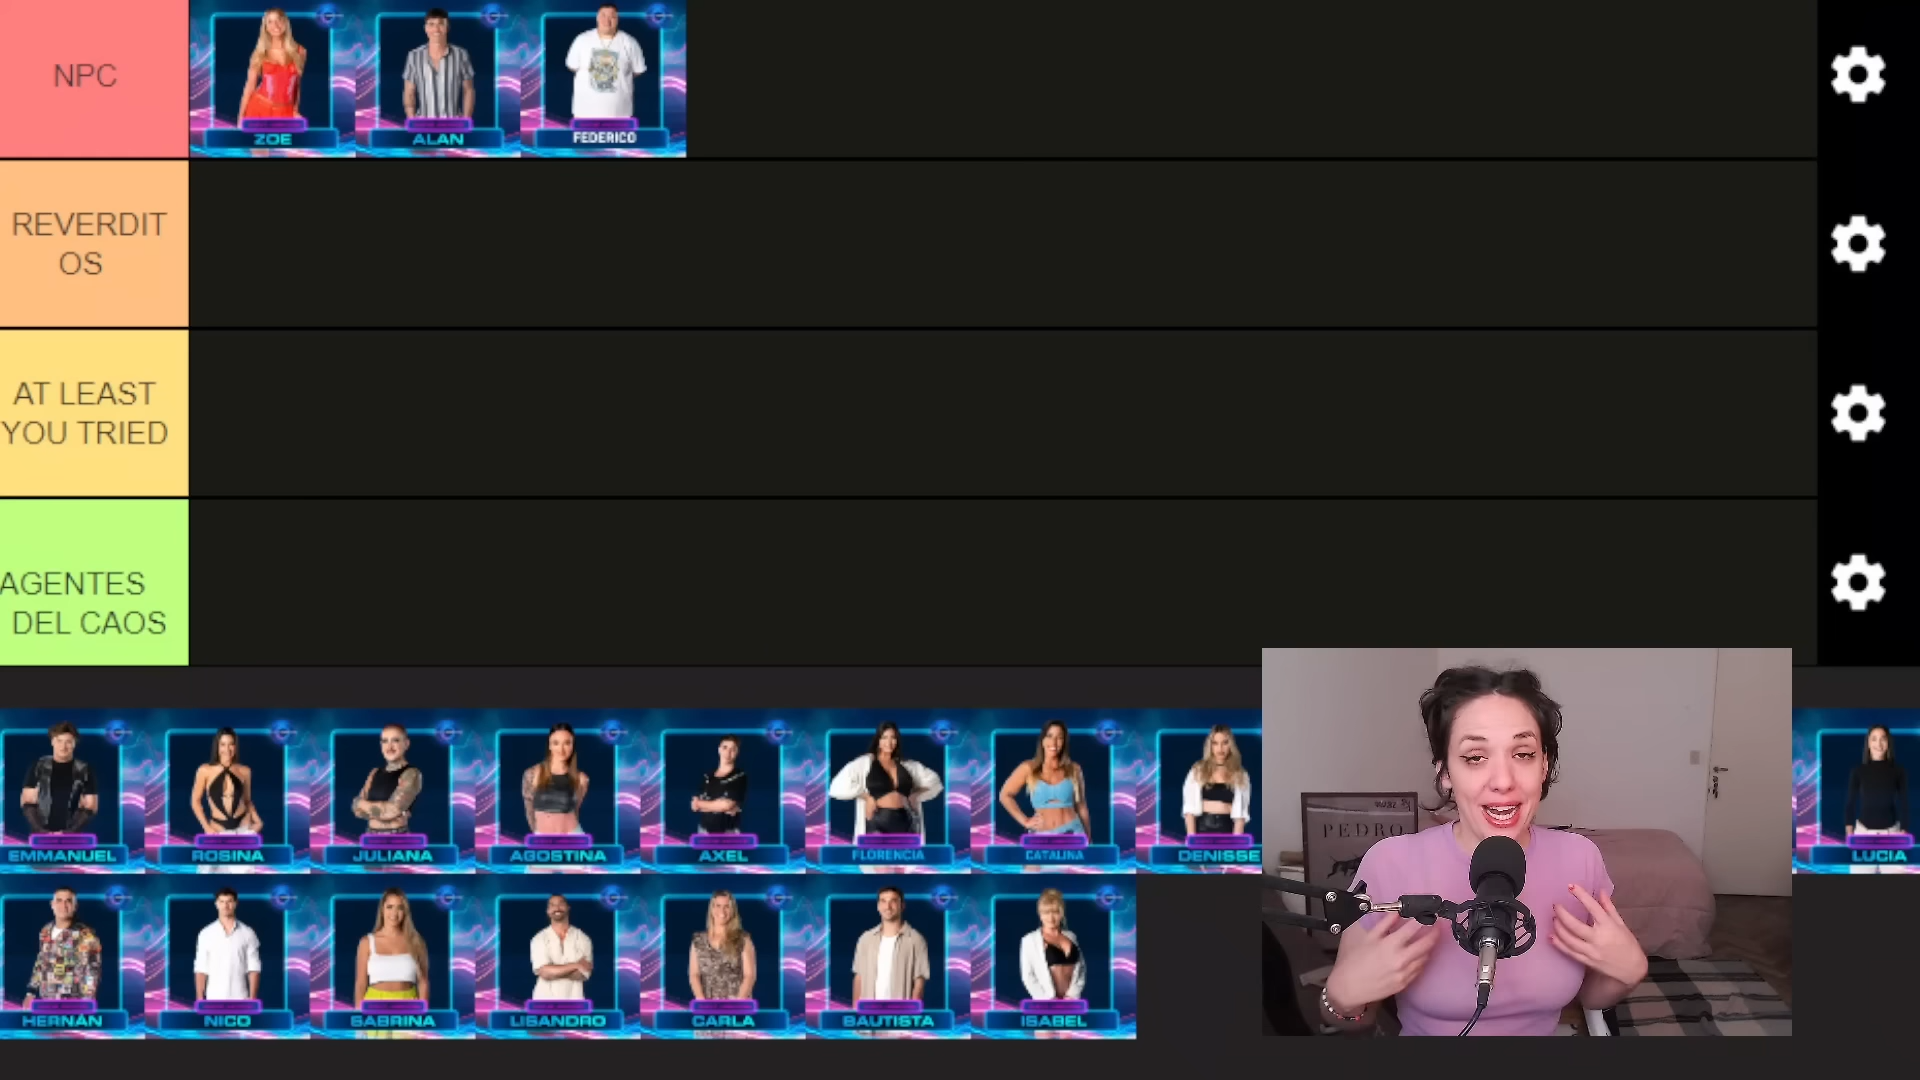 NPC
ZOE
ALAN
FEDERICO
REVERDIT
OS
AT LEAST
YOU TRIED
AGENTES
DEL CAOS
EMMANUEL
ROSINA
JULIANA
AGOSTINA
AXEL
FLORENCIA
CATALINA
DENISSE
LUCIA
PEDRO
HERNÁN
NICO
SABRINA
LISANDRO
CARLA
BAUTISTA
ISABEL